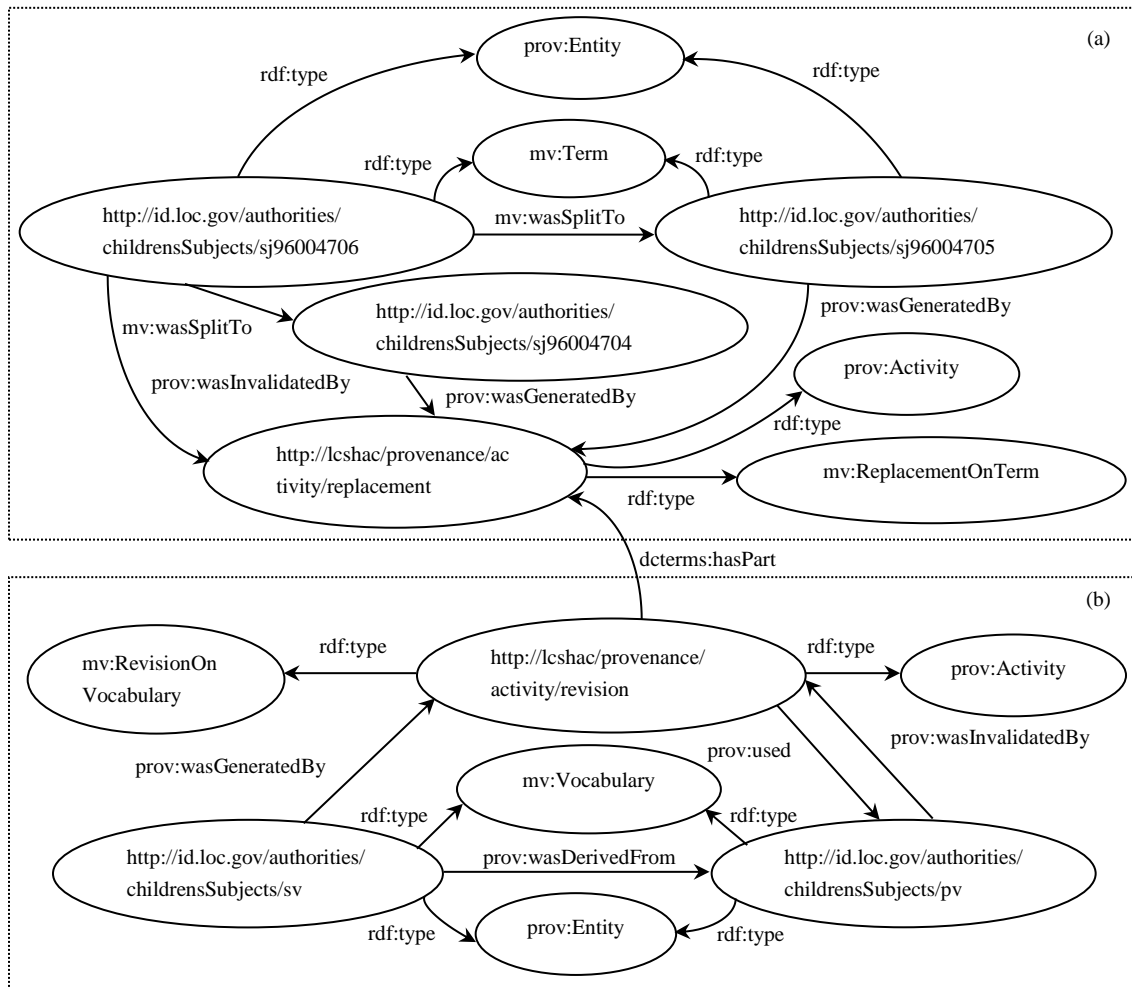 prov:Entity
(a)
rdf:type
rdf:type
mv:Term
rdf:type
rdf:type
http://id.loc.gov/authorities/
childrensSubjects/sj96004706
mv:wasSplitTo
http://id.loc.gov/authorities/
childrensSubjects/sj96004705
mv:wasSplitTo
http://id.loc.gov/authorities/
childrensSubjects/sj96004704
prov:wasGeneratedBy
prov:wasInvalidatedBy
prov:wasGeneratedBy
prov:Activity
rdf:type
http://lcshac/provenance/ac
tivity/replacement
rdf:type
mv:ReplacementOnTerm
dcterms:hasPart
(b)
mv:RevisionOn
Vocabulary
rdf:type
http://lcshac/provenance/
activity/revision
rdf:type
prov:Activity
prov:wasGeneratedBy
prov:used
prov:wasInvalidatedBy
mv:Vocabulary
rdf:type
rdf:type
http://id.loc.gov/authorities/
childrensSubjects/sv
prov:wasDerivedFrom
http://id.loc.gov/authorities/
childrensSubjects/pv
rdf:type
prov:Entity
rdf:type